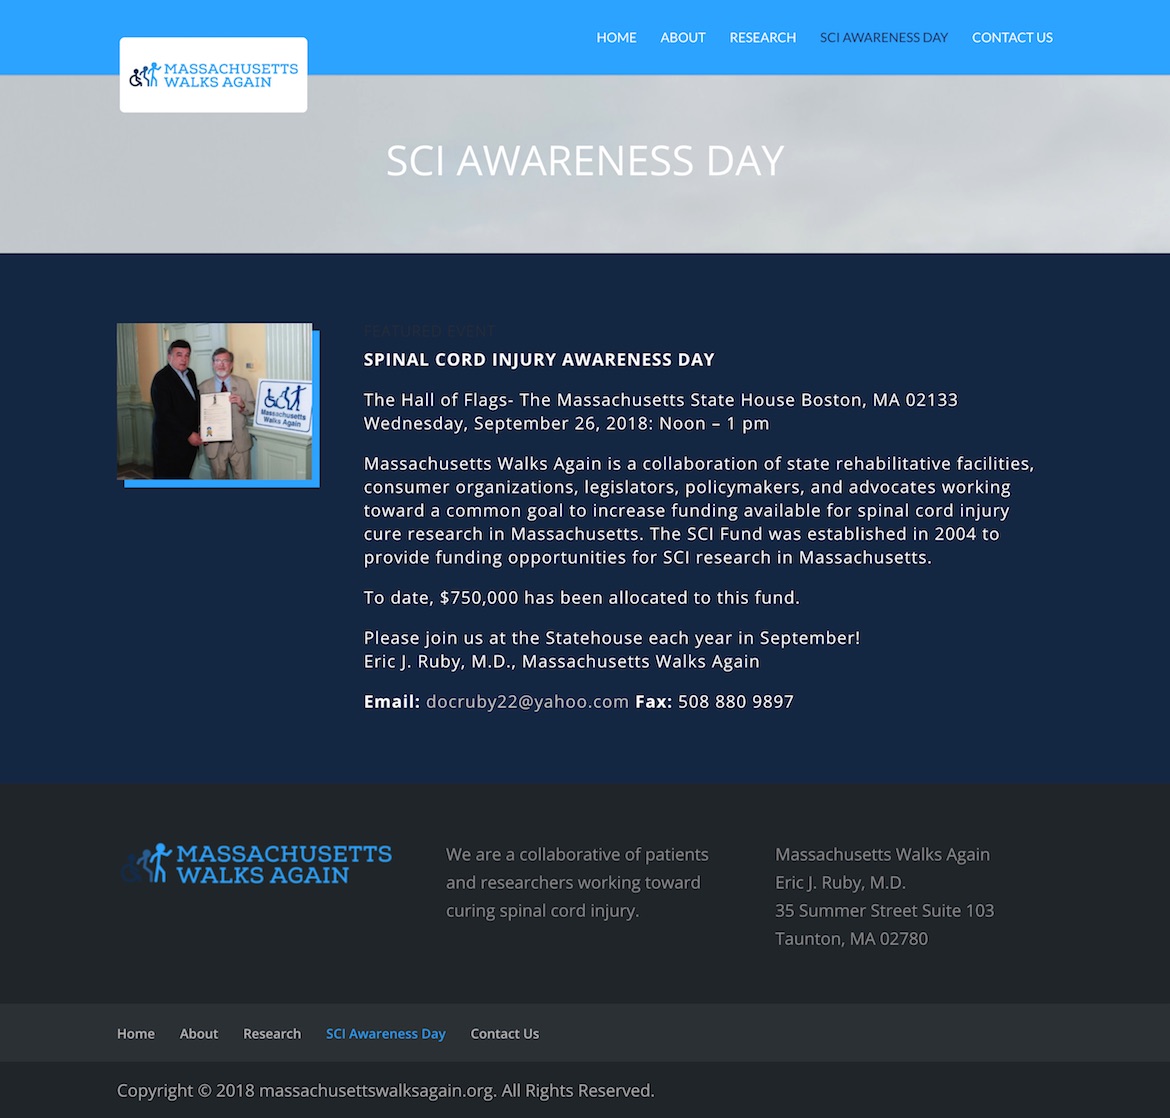 HOME ABOUT RESEARCH SCI AWARENESS DAY CONTACT US
MASSACHUSETTS
WALKS AGAIN
SCI AWARENESS DAY
FEATURED EVENT
SPINAL CORD INJURY AWARENESS DAY
The Hall of Flags- The Massachusetts State House Boston, MA 02133
Wednesday, September 26, 2018: Noon – 1 pm
Massachusetts
Walks Again
Massachusetts Walks Again is a collaboration of state rehabilitative facilities,
consumer organizations, legislators, policymakers, and advocates working
toward a common goal to increase funding available for spinal cord injury
cure research in Massachusetts. The SCI Fund was established in 2004 to
provide funding opportunities for SCI research in Massachusetts.
To date, $750,000 has been allocated to this fund.
Please join us at the Statehouse each year in September!
Eric J. Ruby, M.D., Massachusetts Walks Again
Email: docruby22@yahoo.com Fax: 508 880 9897
MASSACHUSETTS
WALKS AGAIN
We are a collaborative of patients
and researchers working toward
curing spinal cord injury.
Massachusetts Walks Again
Eric J. Ruby, M.D.
35 Summer Street Suite 103
Taunton, MA 02780
Home About Research SCI Awareness Day Contact Us
Copyright © 2018 massachusettswalksagain.org. All Rights Reserved.